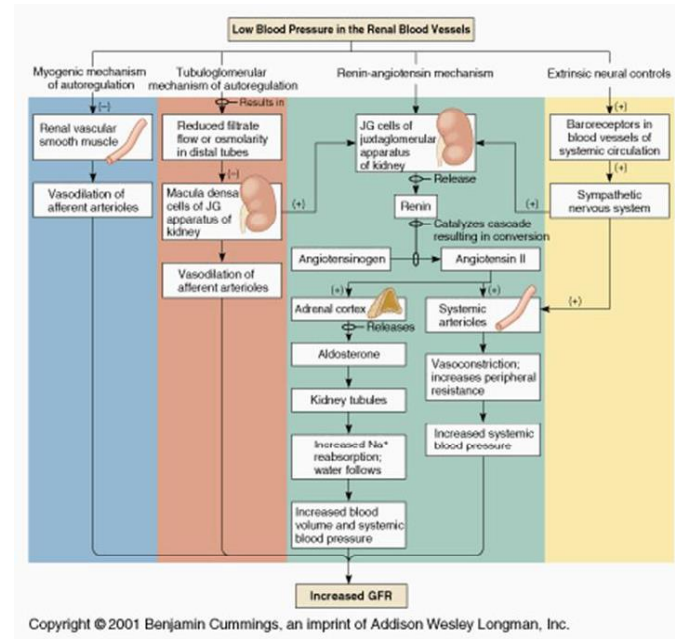 Low Blood Pressure in the Renal Blood Vessels
Myogenic mechanism
of autoregulation
Tubuloglomerular
mechanism of autoregulation
Renin-angiotensin mechanism
Extrinsic neural controls
(–)
Renal vascular
smooth muscle
Vasodilation of
afferent arterioles
Results in
Reduced filtrate
flow or osmolarity
in distal tubes
(–)
Macula densa
cells of JG
apparatus of
kidney
(+)
Vasodilation of
afferent arterioles
JG cells of
juxtaglomerular
apparatus
of kidney
Release
Renin
(+)
Catalyzes cascade
resulting in conversion
Angiotensinogen
Angiotensin II
(+)
(+)
Adrenal cortex
Releases
Aldosterone
Kidney tubules
Increased Na+
reabsorption;
water follows
Increased blood
volume and systemic
blood pressure
Systemic
arterioles
Vasoconstriction;
increases peripheral
resistance
Increased systemic
blood pressure
(+)
Baroreceptors in
blood vessels of
systemic circulation
(+)
Sympathetic
nervous system
(+)
Increased GFR
Copyright © 2001 Benjamin Cummings, an imprint of Addison Wesley Longman, Inc.